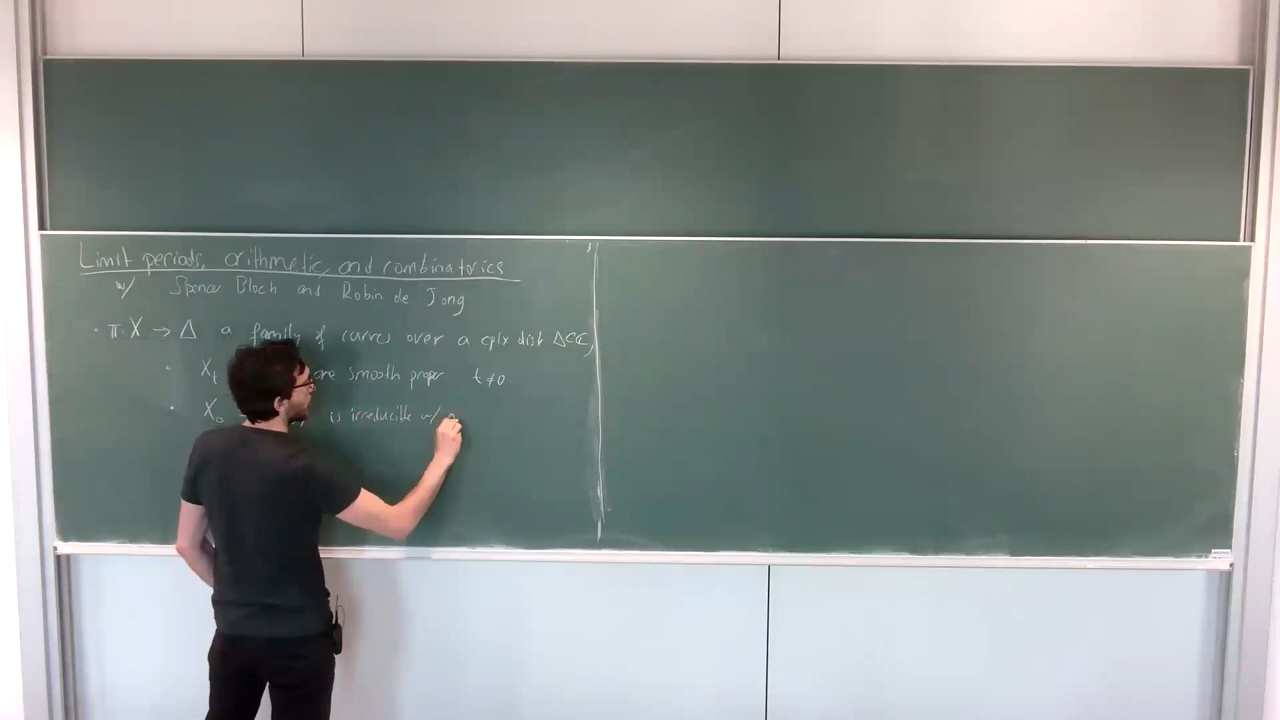 Limit periods, arithmetic, and combinatorics
w/ Spencer Bloch and Robin de Jong
· π: X → Δ a family of curves over a cplx disk Δ⊂ℂ,
· X_t are smooth proper t≠0
· X_0 is irreducible w/